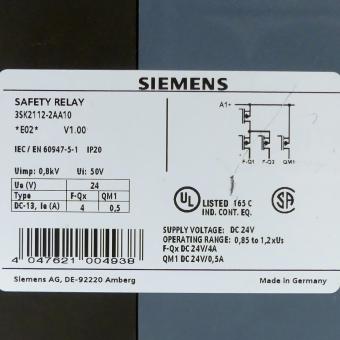 SIEMENS
SAFETY RELAY
3SK2112-2AA10
*E02* V1.00
IEC / EN 60947-5-1 IP20
Uimp: 0,8kV Ui: 50V
Ue (V) 24
Type F-Qx QM1
DC-13, Ie (A) 4 0,5
A1+
F-Q1 F-Q2 QM1
UL LISTED 165 C
IND. CONT. EQ.
SA
SUPPLY VOLTAGE: DC 24V
OPERATING RANGE: 0,85 to 1,2xUs
F-Qx DC 24V/4A
QM1 DC 24V/0,5A
4 047621 004938
Siemens AG, DE-92220 Amberg
Made in Germany